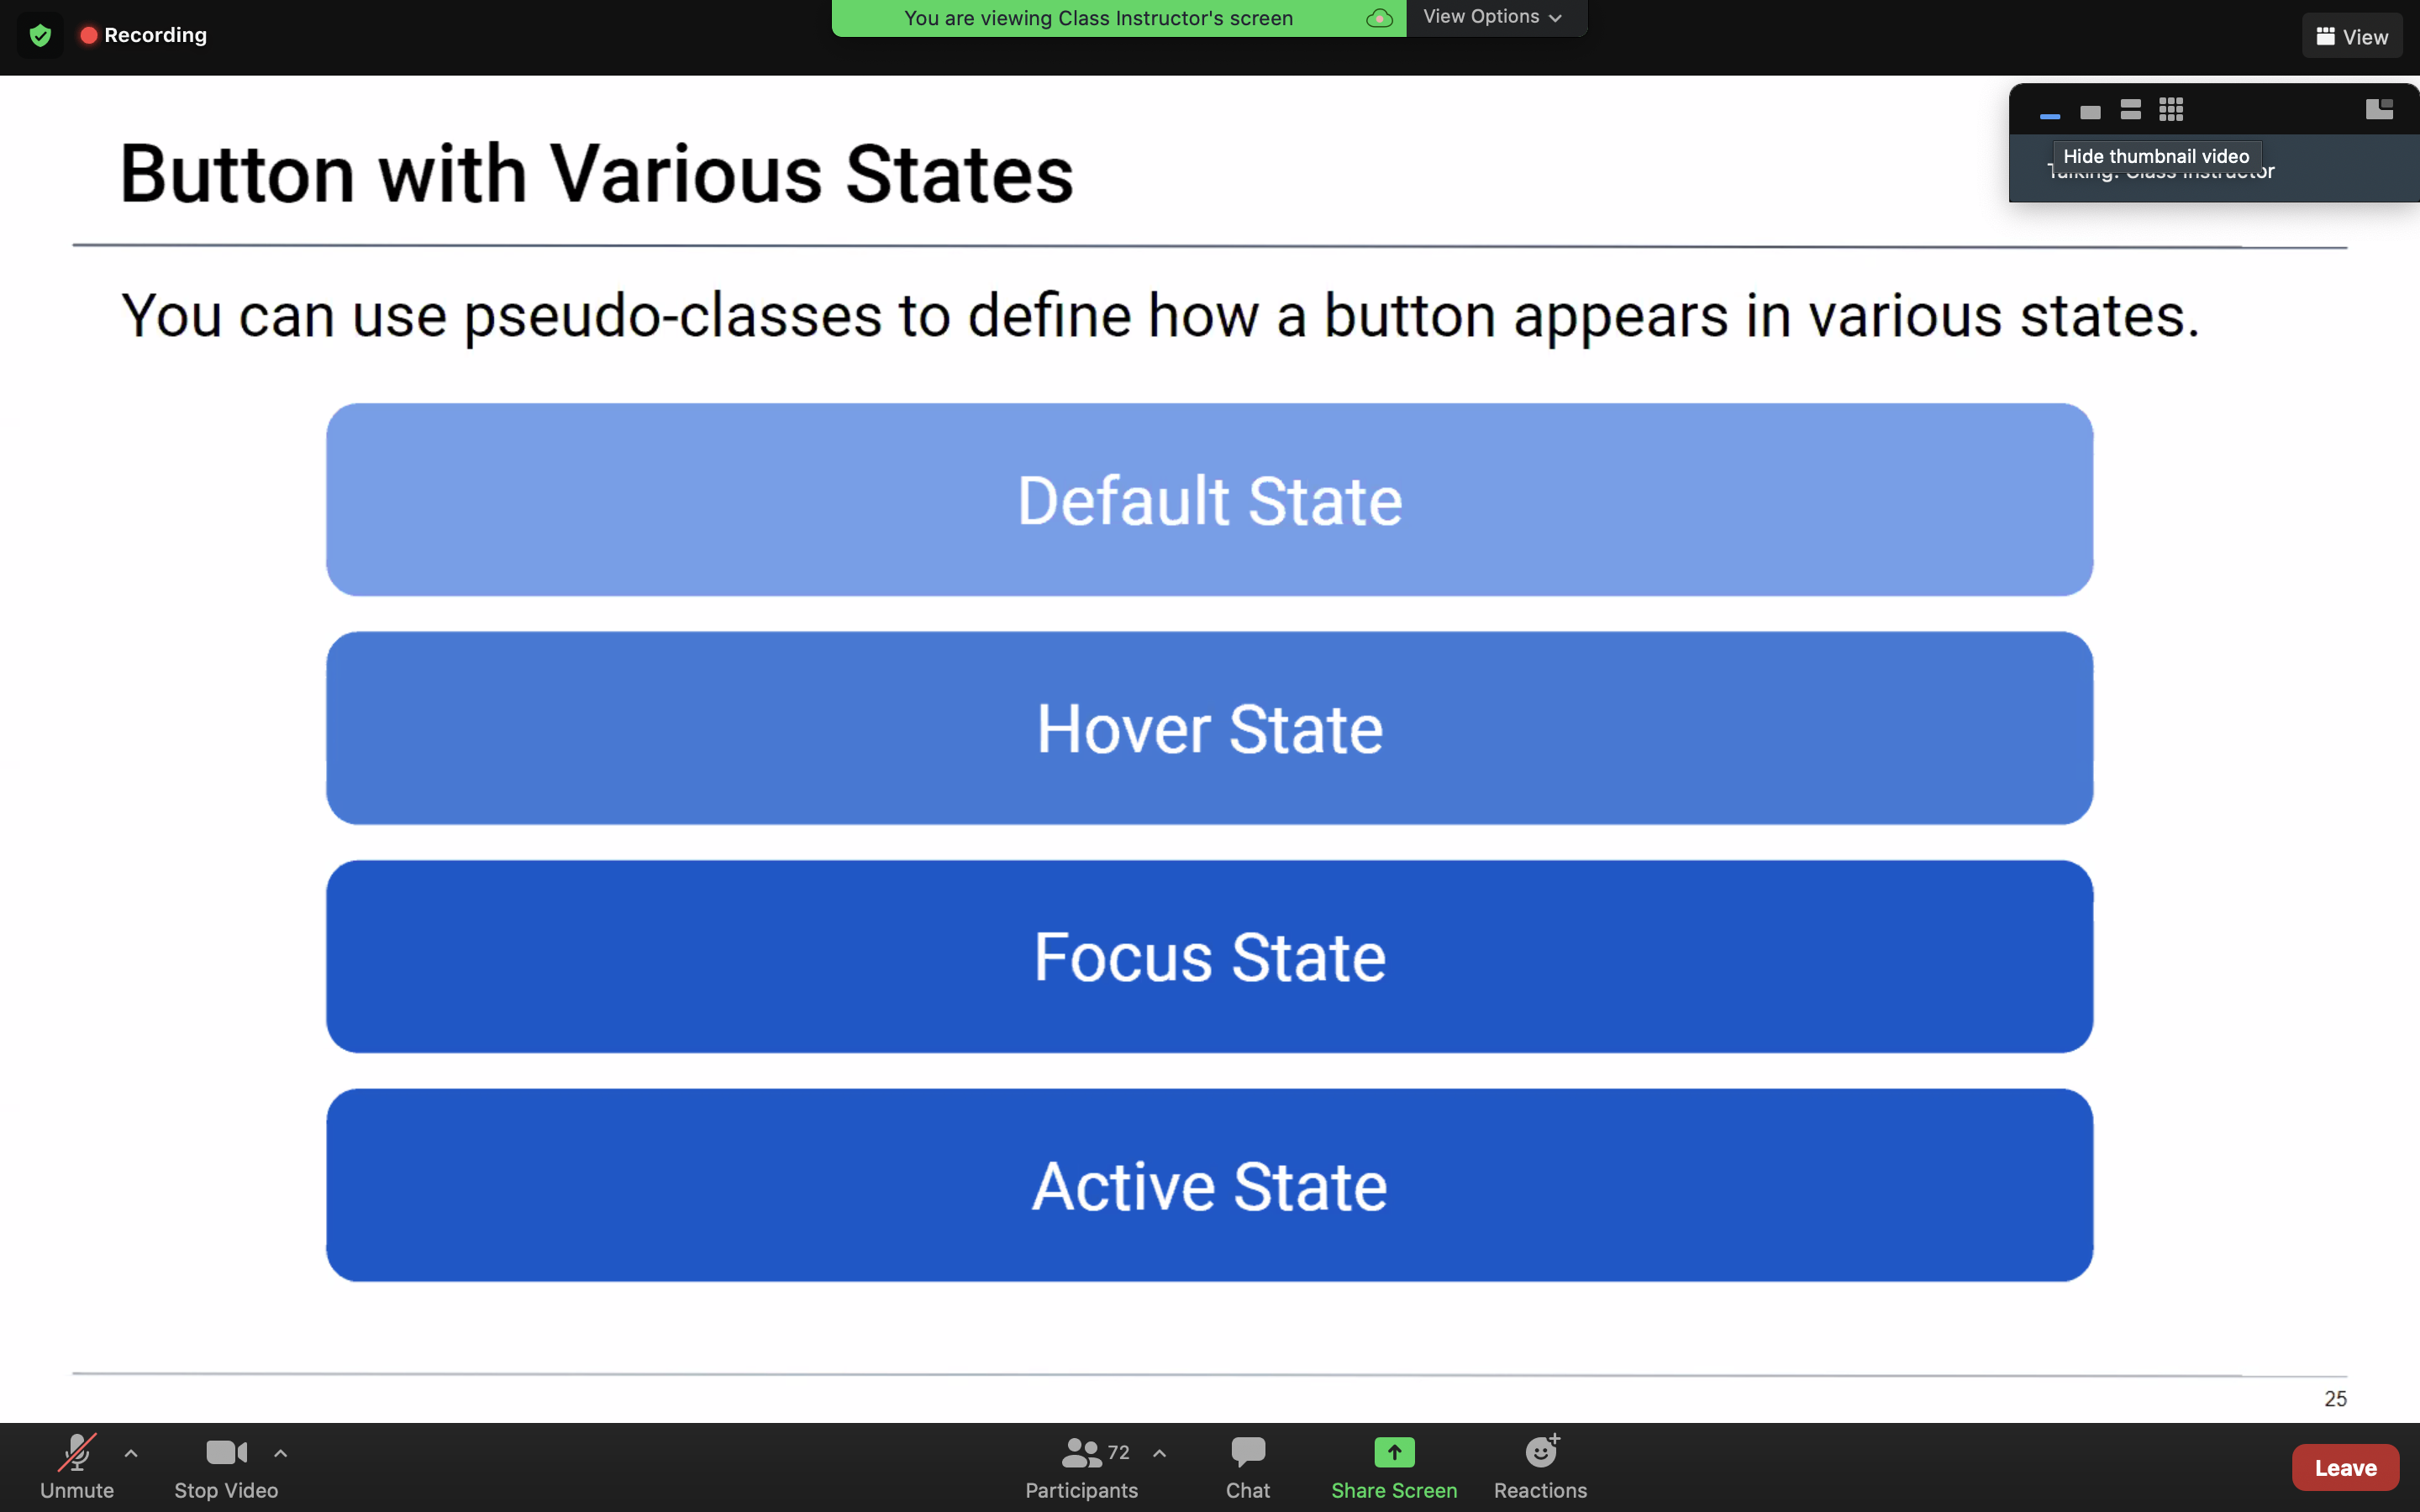 Recording
You are viewing Class Instructor's screen
View Options
View
Hide thumbnail video
Talking: Class Instructor
Button with Various States
You can use pseudo-classes to define how a button appears in various states.
Default State
Hover State
Focus State
Active State
25
Unmute
Stop Video
72
Participants
Chat
Share Screen
Reactions
Leave